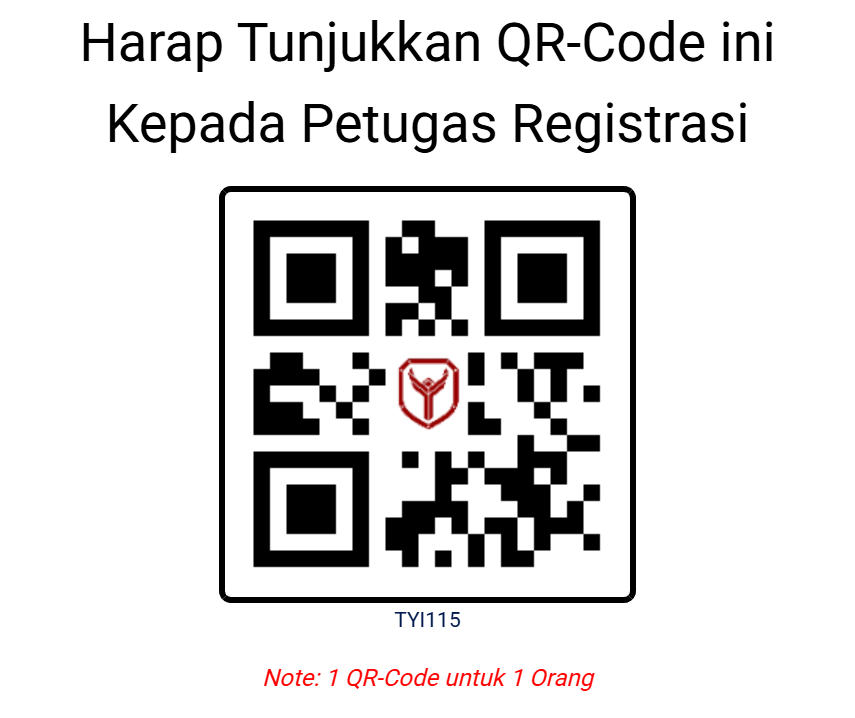 Harap Tunjukkan QR-Code ini
Kepada Petugas Registrasi
TYI115
Note: 1 QR-Code untuk 1 Orang